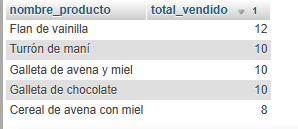 nombre_producto total_vendido 1
Flan de vainilla 12
Turrón de maní 10
Galleta de avena y miel 10
Galleta de chocolate 10
Cereal de avena con miel 8